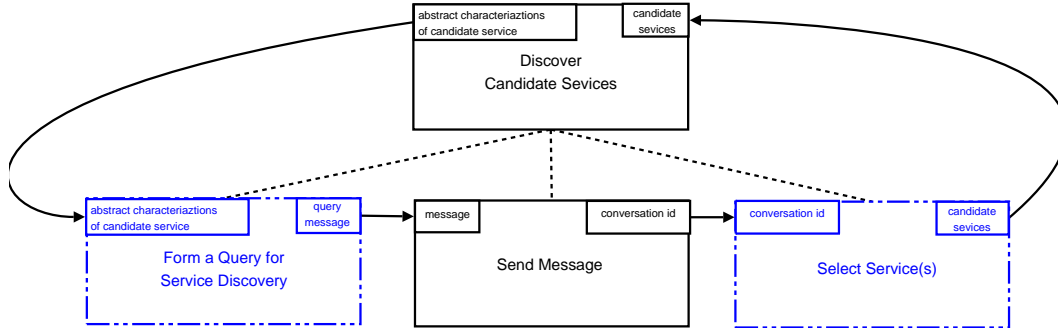 abstract characteriaztions
of candidate service
candidate
sevices
Discover
Candidate Sevices
abstract characteriaztions
of candidate service
query
message
Form a Query for
Service Discovery
message
conversation id
Send Message
conversation id
candidate
sevices
Select Service(s)